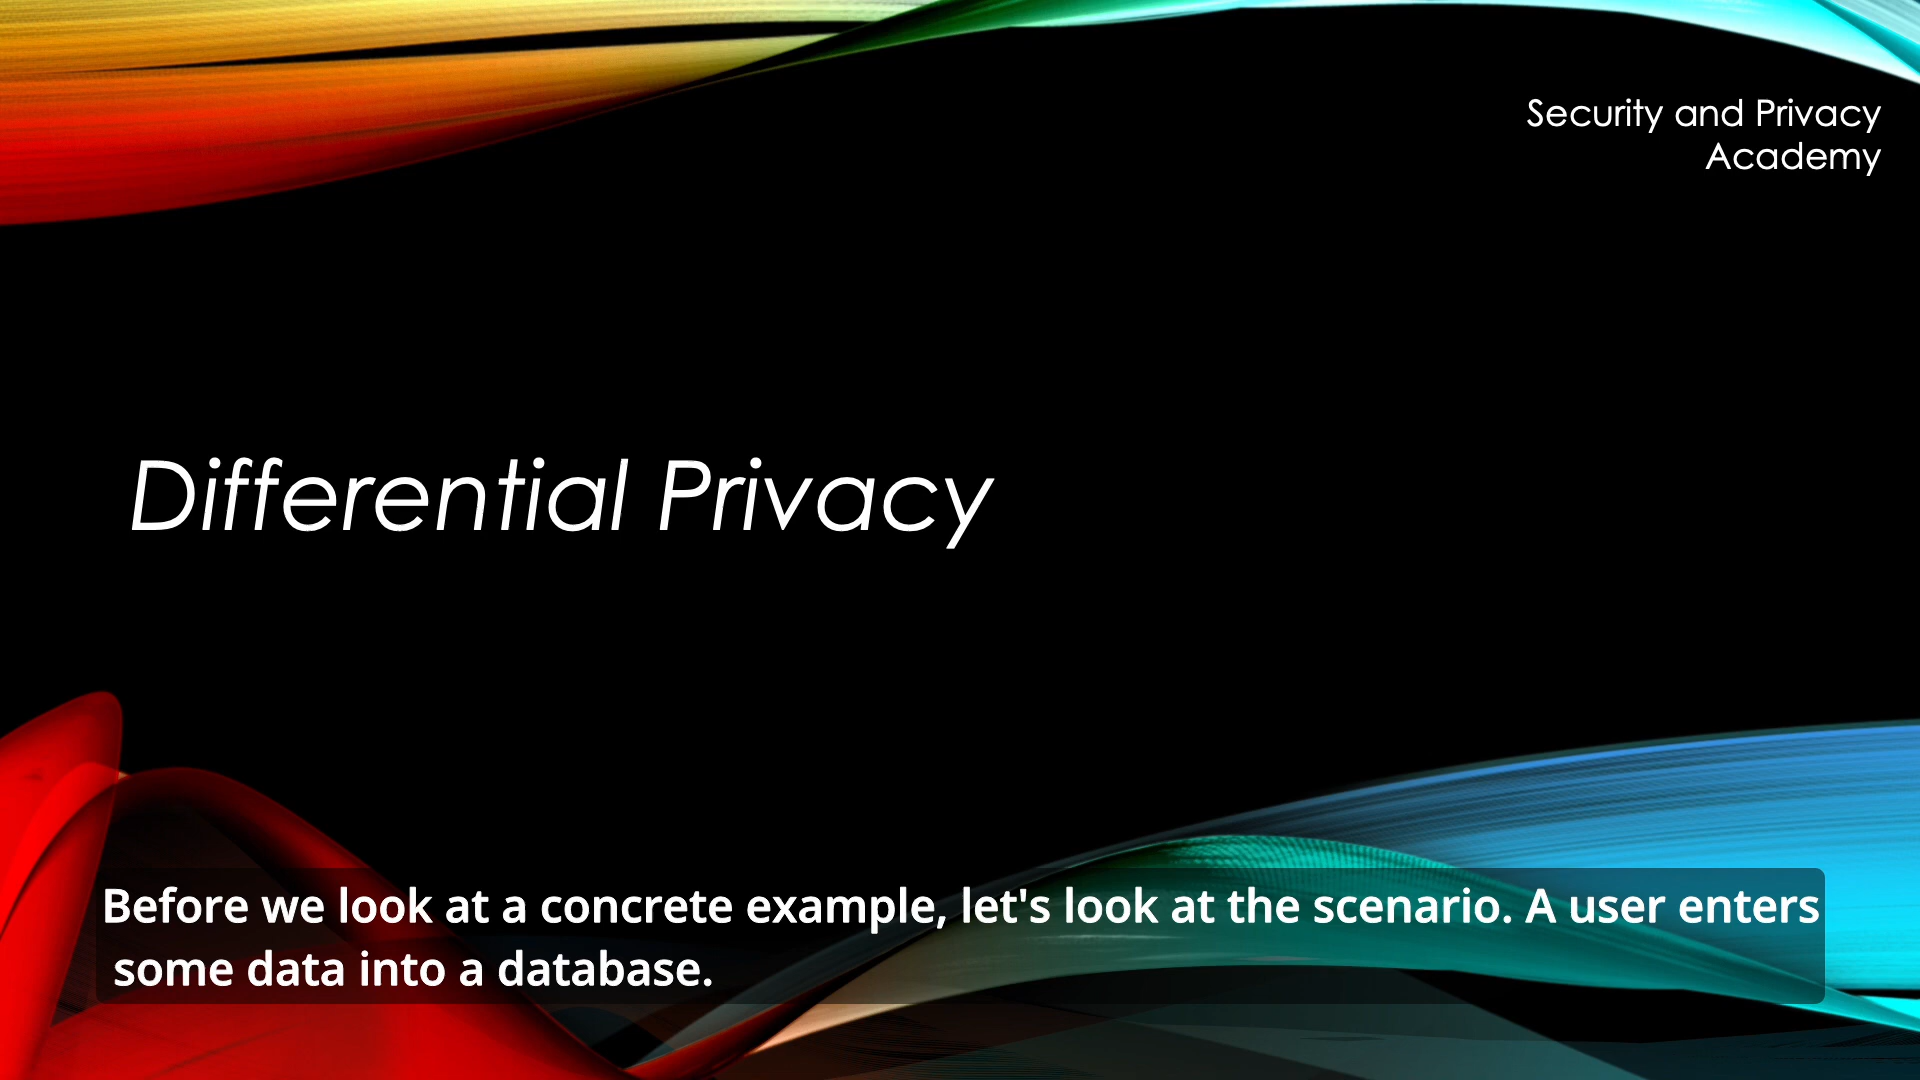 Security and Privacy
Academy
Differential Privacy
Before we look at a concrete example, let's look at the scenario. A user enters
some data into a database.